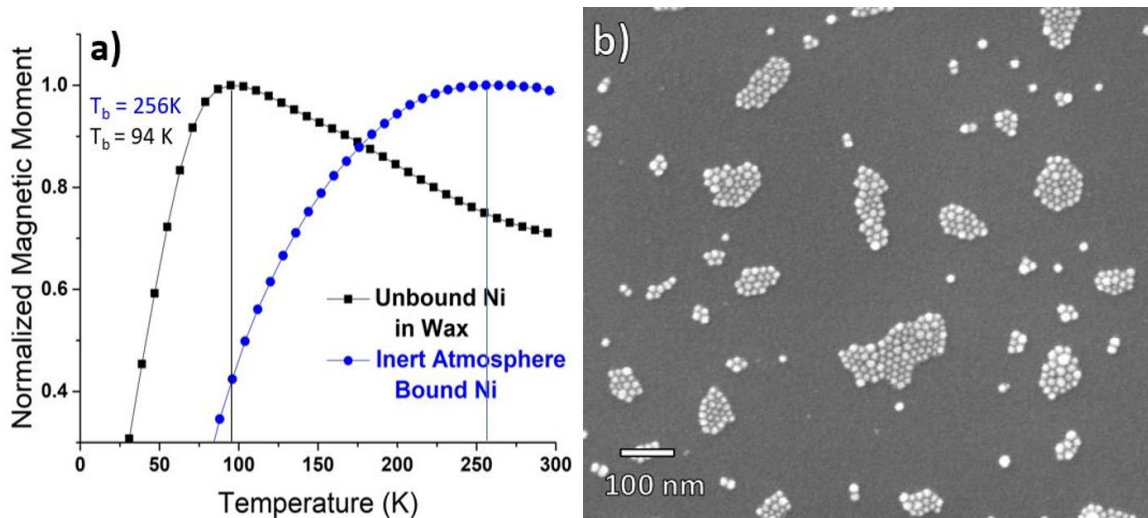 a)
T_b = 256K
T_b = 94 K
Normalized Magnetic Moment
1.0
0.8
0.6
0.4
Unbound Ni
in Wax
Inert Atmosphere
Bound Ni
0 50 100 150 200 250 300
Temperature (K)
b)
100 nm